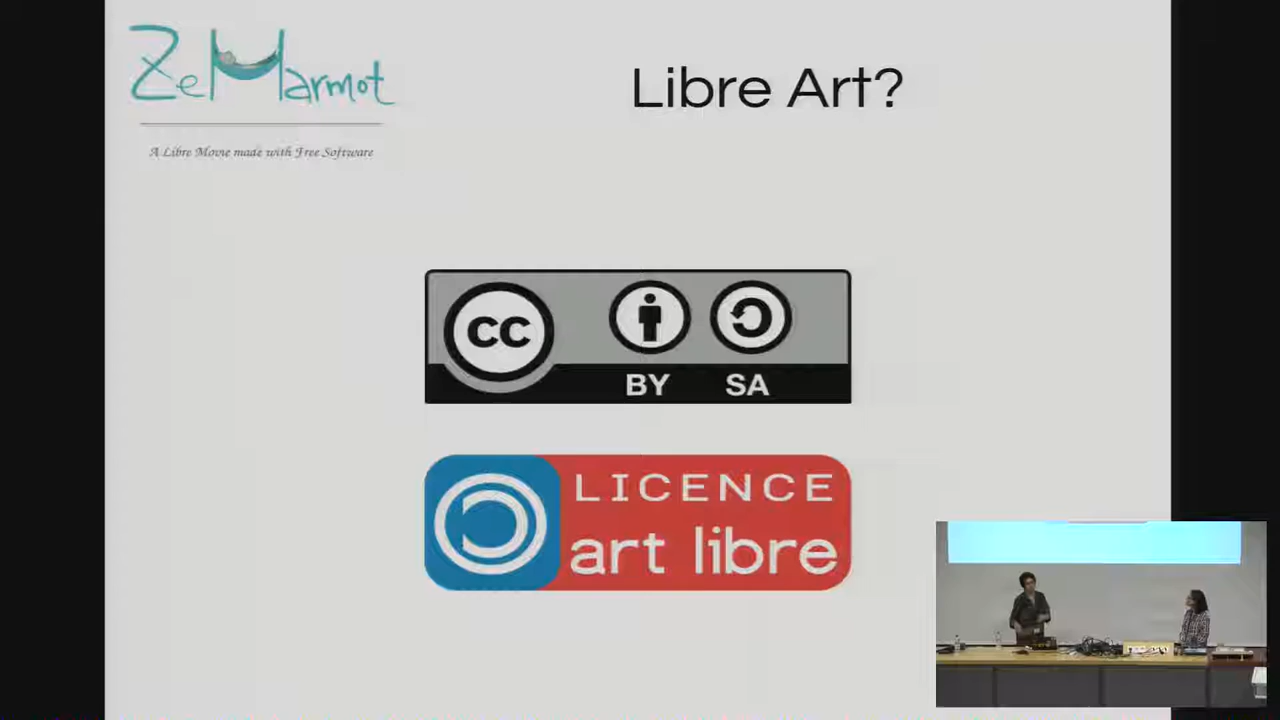 ZeMarmot
A Libre Movie made with Free Software
Libre Art?
CC
BY SA
LICENCE
art libre